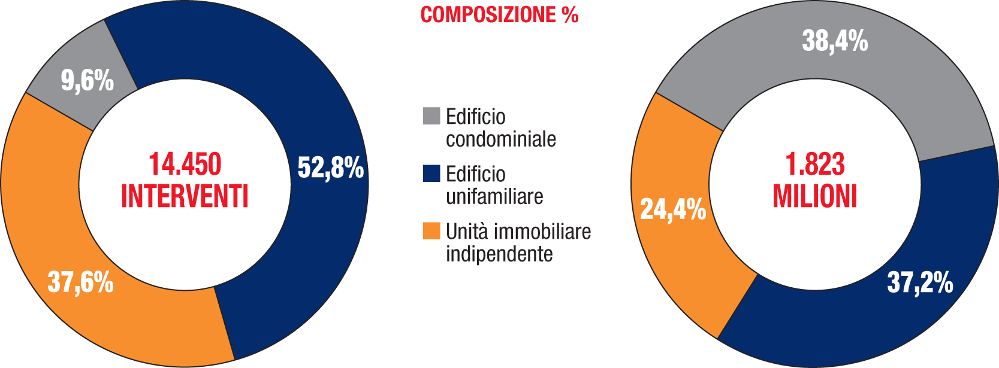 COMPOSIZIONE %
9,6%
52,8%
37,6%
14.450
INTERVENTI
Edificio
condominiale
Edificio
unifamiliare
Unità immobiliare
indipendente
38,4%
24,4%
37,2%
1.823
MILIONI